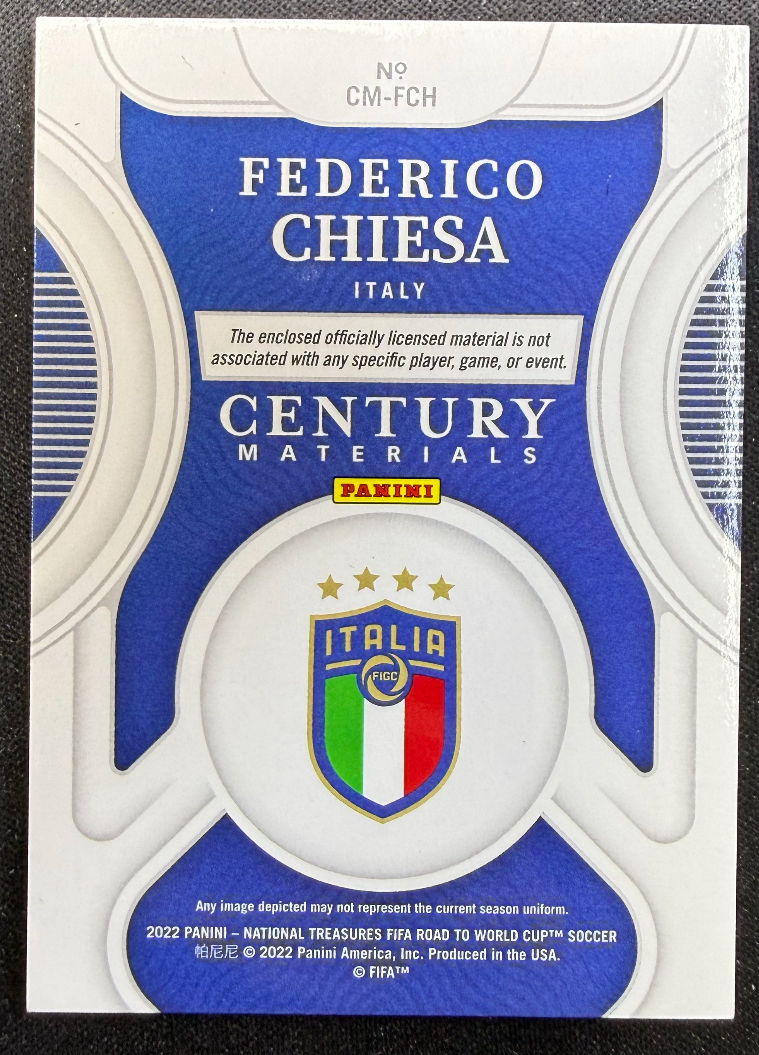 Nº
CM-FCH
FEDERICO
CHIESA
ITALY
The enclosed officially licensed material is not
associated with any specific player, game, or event.
CENTURY
MATERIALS
PANINI
ITALIA
FIGC
Any image depicted may not represent the current season uniform.
2022 PANINI – NATIONAL TREASURES FIFA ROAD TO WORLD CUP™ SOCCER
帕尼尼 © 2022 Panini America, Inc. Produced in the USA.
© FIFA™